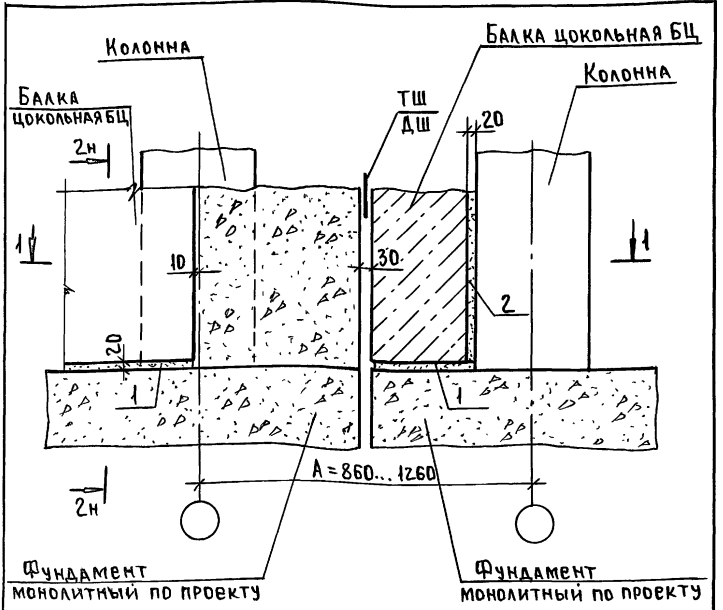 Колонна
Балка цокольная БЦ
Колонна
Балка
цокольная БЦ
ТШ
ДШ
20
2н
1
1
10
30
2
20
1
1
А = 860...1260
2н
Фундамент
монолитный по проекту
Фундамент
монолитный по проекту